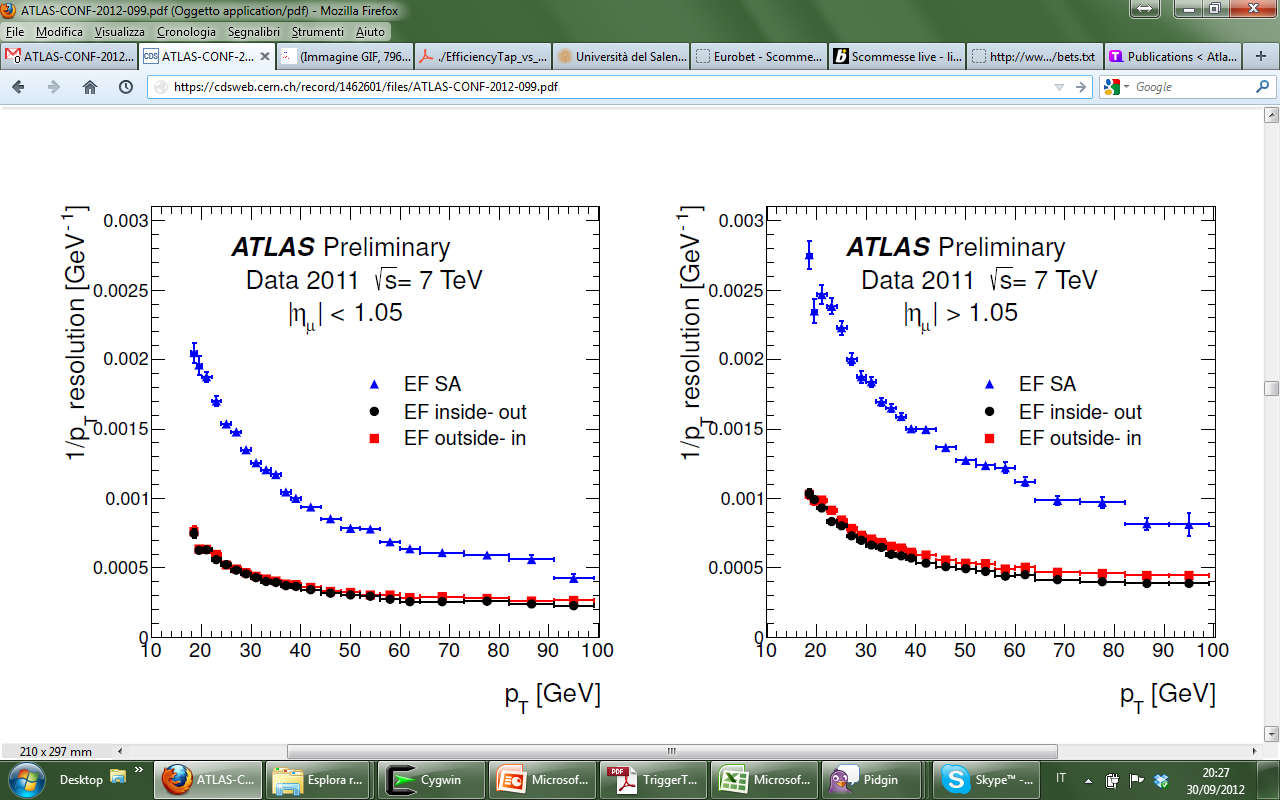 ATLAS-CONF-2012-099.pdf (Oggetto application/pdf) - Mozilla Firefox
File Modifica Visualizza Cronologia Segnalibri Strumenti Aiuto
ATLAS-CONF-2012... ATLAS-CONF-2... (Immagine GIF, 796... ./EfficiencyTap_vs_... Università del Salen... Eurobet - Scomme... Scommesse live - li... http://ww.../bets.txt Publications < Atla...
https://cdsweb.cern.ch/record/1462601/files/ATLAS-CONF-2012-099.pdf Google
1/p_T resolution [GeV^-1]
0.003
0.0025
0.002
0.0015
0.001
0.0005
0
ATLAS Preliminary
Data 2011 √s= 7 TeV
|η_μ| < 1.05
EF SA
EF inside- out
EF outside- in
10 20 30 40 50 60 70 80 90 100
p_T [GeV]
1/p_T resolution [GeV^-1]
0.003
0.0025
0.002
0.0015
0.001
0.0005
0
ATLAS Preliminary
Data 2011 √s= 7 TeV
|η_μ| > 1.05
EF SA
EF inside- out
EF outside- in
10 20 30 40 50 60 70 80 90 100
p_T [GeV]
210 x 297 mm
Desktop » ATLAS-C... Esplora r... Cygwin Microsof... TriggerT... Microsof... Pidgin Skype™ -... IT 20:27
30/09/2012